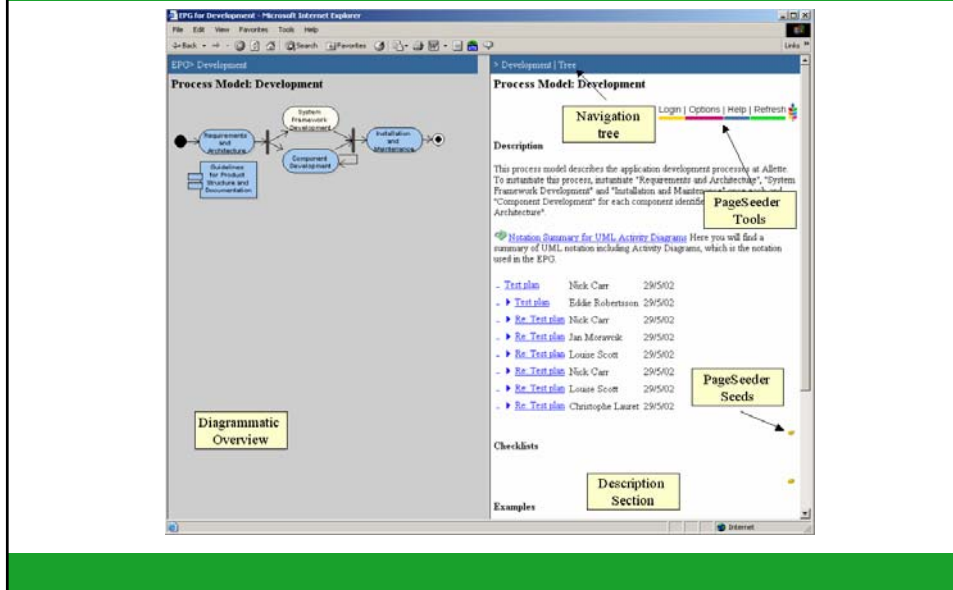 EPG for Development - Microsoft Internet Explorer
File Edit View Favorites Tools Help
Back Search Favorites Links »
EPG> Development
Process Model: Development
Requirements
and
Architecture
System
Framework
Development
Component
Development
Installation
and
Maintenance
Guidelines
for Product
Structure and
Documentation
Diagrammatic
Overview
> Development | Tree
Process Model: Development
Navigation
tree
Login | Options | Help | Refresh
Description
This process model describes the application development processes at Allette.
To instantiate this process, instantiate "Requirements and Architecture", "System
Framework Development" and "Installation and Maintenance"
"Component Development" for each component
Architecture"
PageSeeder
Tools
Notation Summary for UML Activity Diagrams Here you will find a
summary of UML notation including Activity Diagrams, which is the notation
used in the EPG.
Test plan Nick Carr 29/5/02
Test plan Eddie Robertsson 29/5/02
Re: Test plan Nick Carr 29/5/02
Re: Test plan Jan Moravcik 29/5/02
Re: Test plan Louise Scott 29/5/02
Re: Test plan Nick Carr 29/5/02
Re: Test plan Louise Scott 29/5/02
Re: Test plan Christophe Lauret 29/5/02
PageSeeder
Seeds
Checklists
Description
Section
Examples
Internet